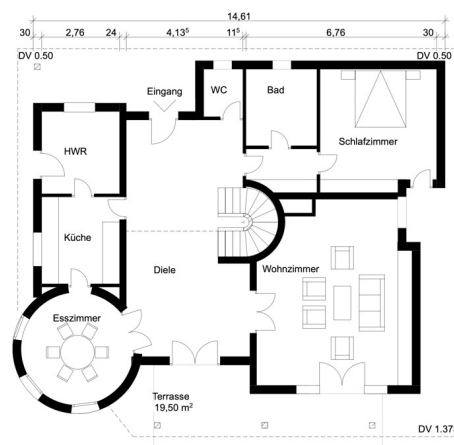 14,61
30 2,76 24 4,13⁵ 11⁵ 6,76 30
DV 0.50 DV 0.50
Eingang
WC
Bad
Schlafzimmer
HWR
Küche
Diele
Wohnzimmer
Esszimmer
Terrasse
19,50 m²
DV 1.375